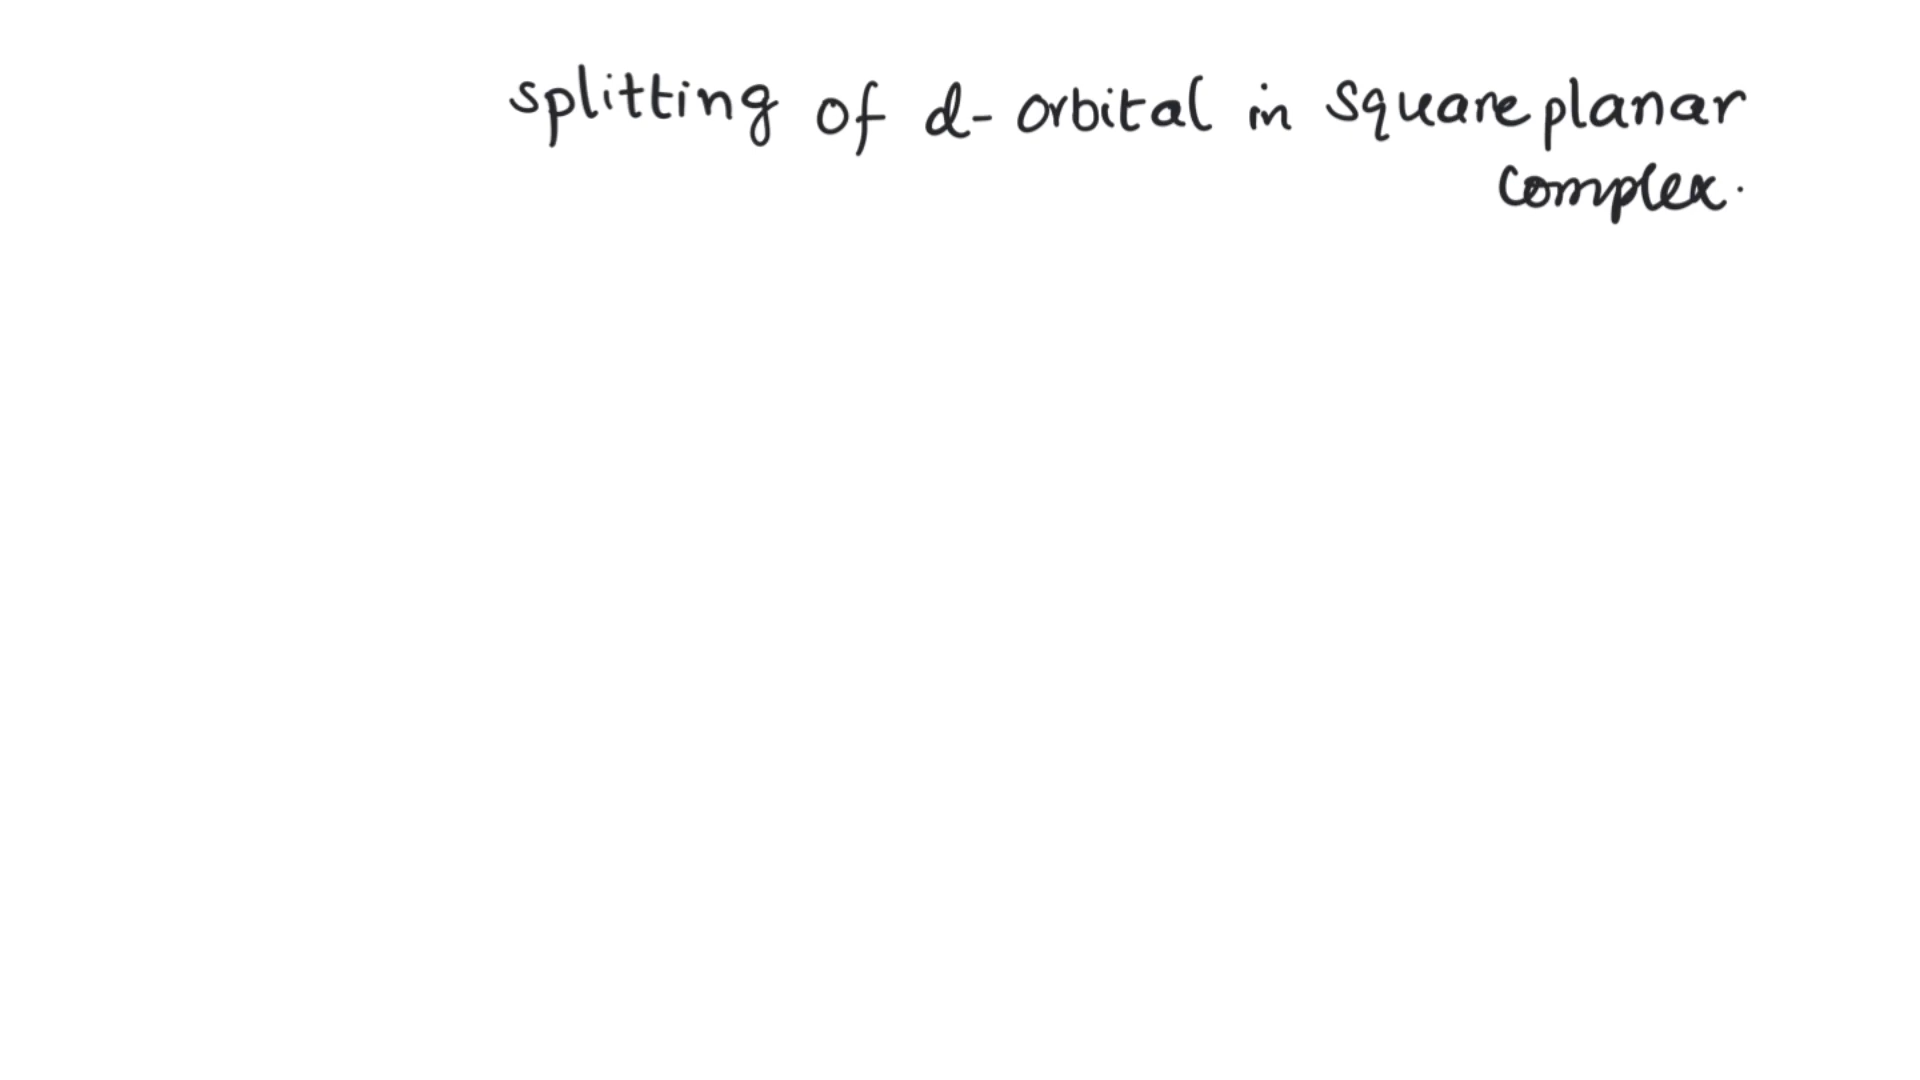 splitting of d-orbital in square planar
complex.